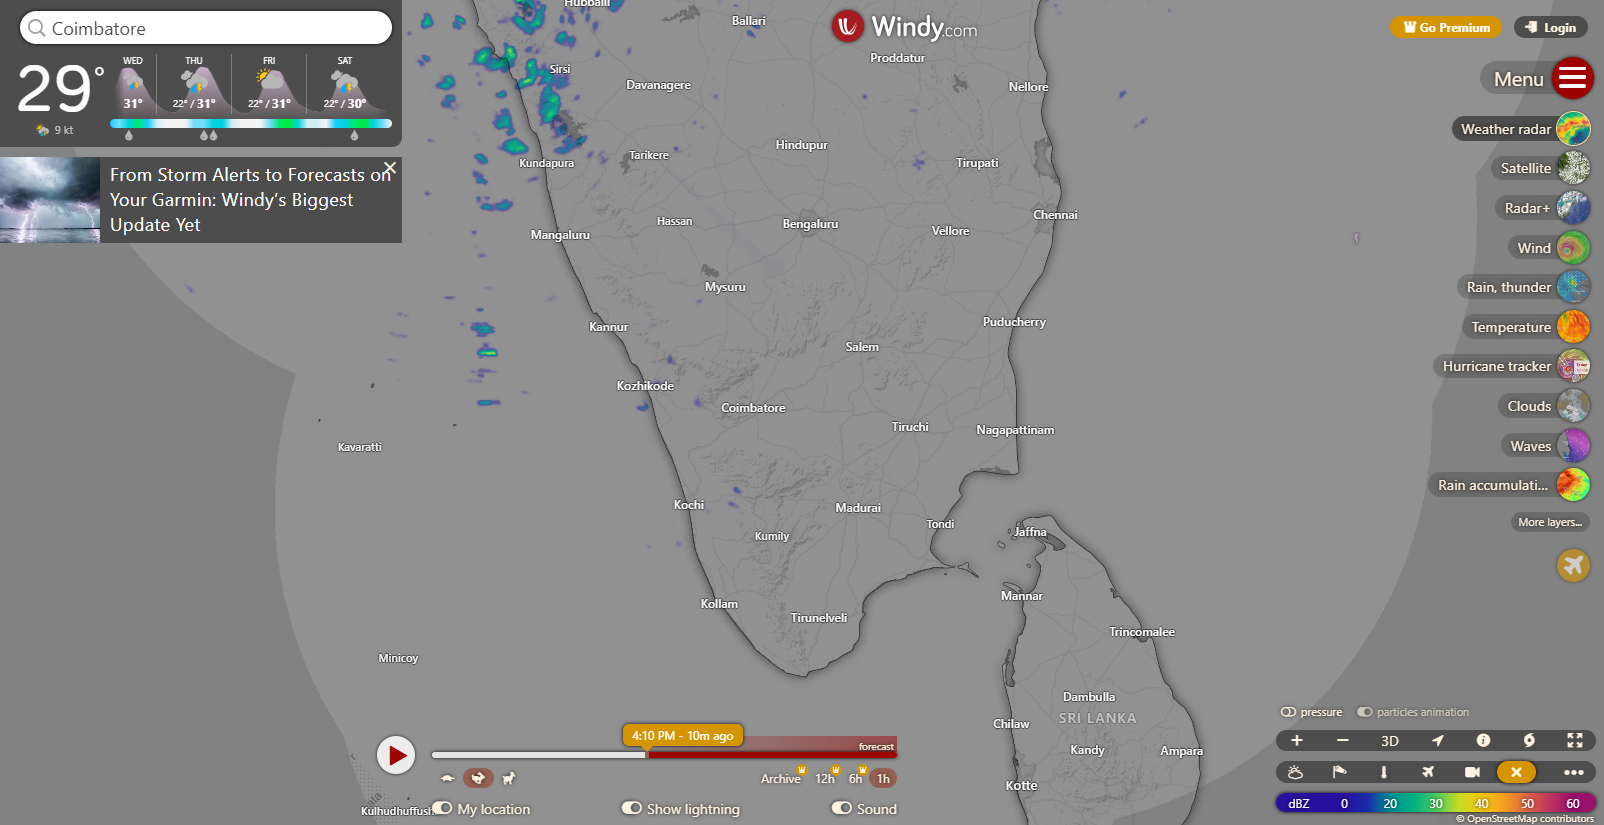 Coimbatore
29°
9 kt
WED
31°
THU
22° / 31°
FRI
22° / 31°
SAT
22° / 30°
From Storm Alerts to Forecasts on
Your Garmin: Windy's Biggest
Update Yet
Windy.com
Go Premium
Login
Menu
Weather radar
Satellite
Radar+
Wind
Rain, thunder
Temperature
Hurricane tracker
Clouds
Waves
Rain accumulati...
More layers...
Hubballi
Ballari
Proddatur
Sirsi
Davanagere
Nellore
Hindupur
Kundapura
Tarikere
Tirupati
Hassan
Bengaluru
Chennai
Mangaluru
Vellore
Mysuru
Kannur
Puducherry
Salem
Kozhikode
Coimbatore
Tiruchi
Nagapattinam
Kavaratti
Kochi
Madurai
Tondi
Jaffna
Kumily
Mannar
Kollam
Tirunelveli
Trincomalee
Minicoy
Dambulla
SRI LANKA
Chilaw
Kandy
Ampara
Kotte
Kulhudhuffush
4:10 PM - 10m ago
forecast
Archive
12h
6h
1h
My location
Show lightning
Sound
pressure
particles animation
3D
dBZ 0 20 30 40 50 60
© OpenStreetMap contributors